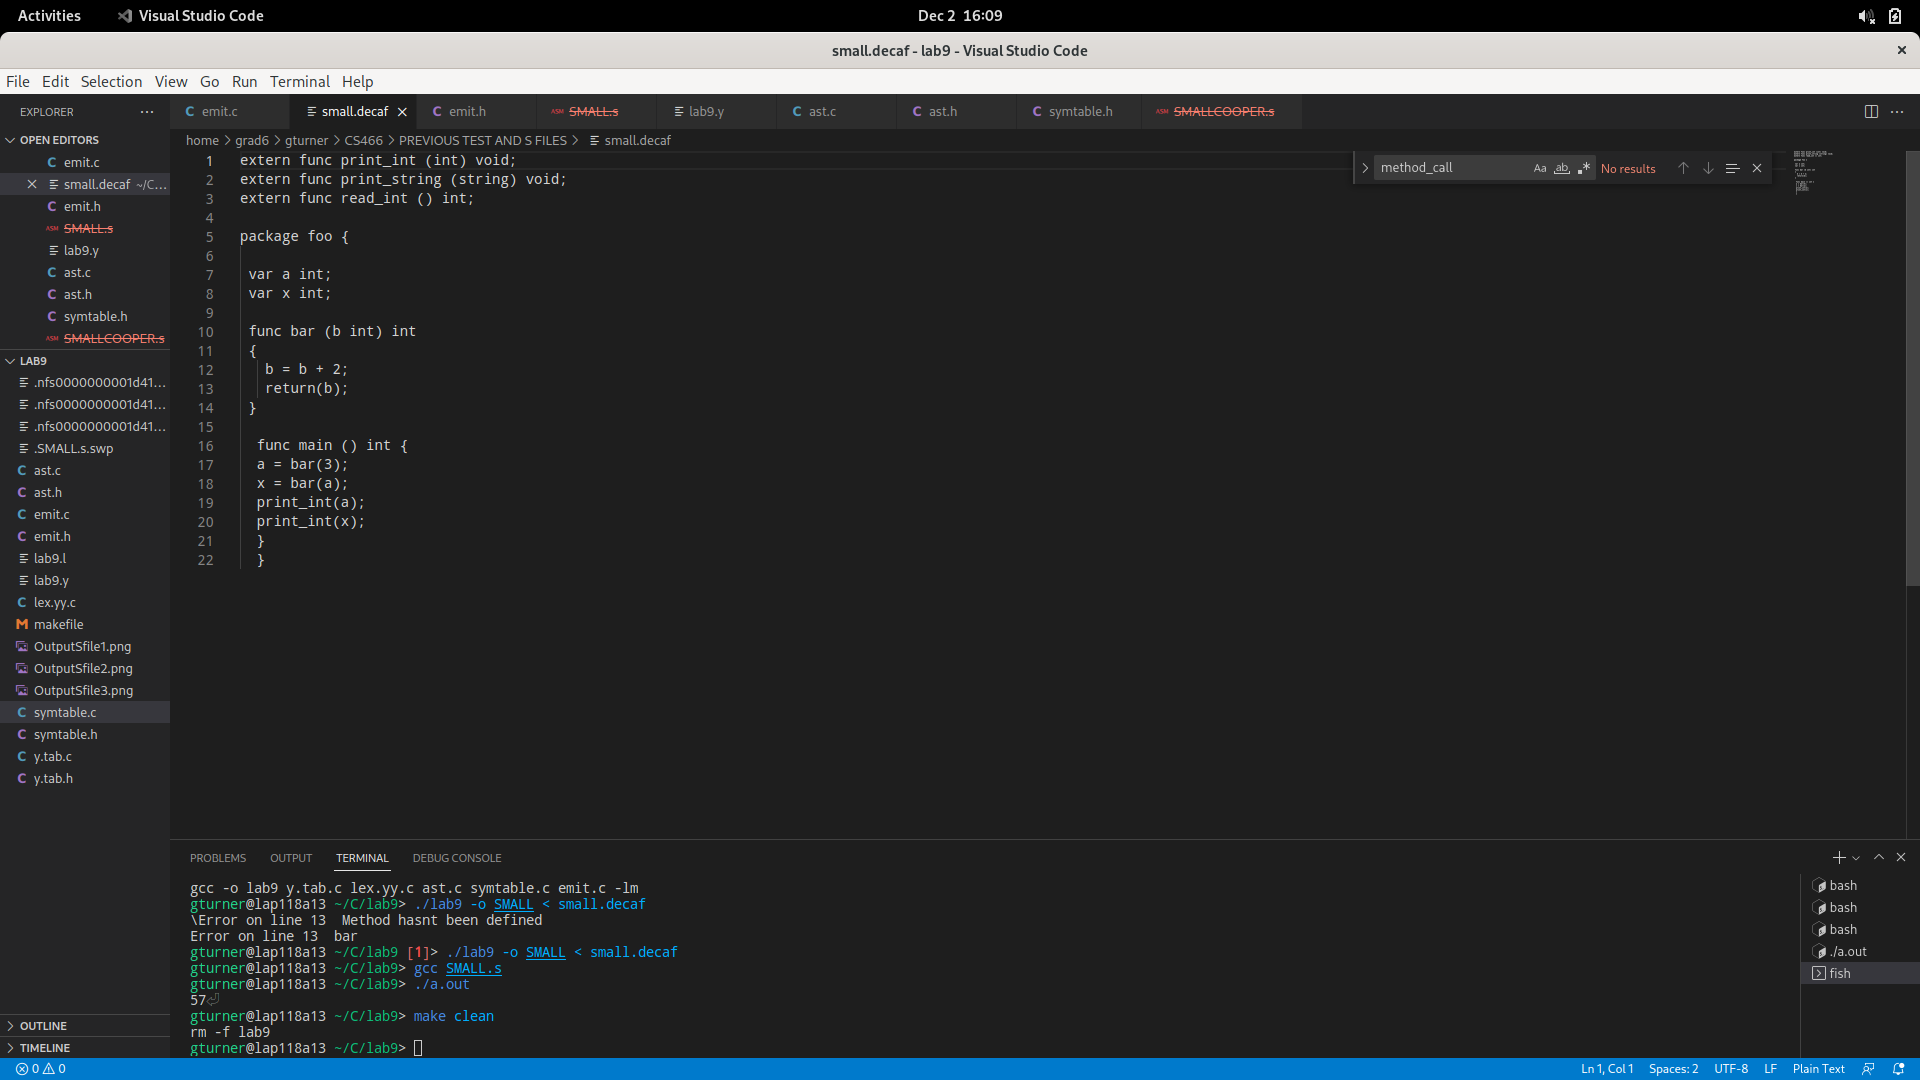 Activities
Visual Studio Code
Dec 2 16:09
small.decaf - lab9 - Visual Studio Code
File Edit Selection View Go Run Terminal Help
EXPLORER
emit.c
small.decaf
emit.h
ASM SMALL.s
lab9.y
ast.c
ast.h
symtable.h
ASM SMALLCOOPER.s
OPEN EDITORS
emit.c
small.decaf ~/C...
emit.h
ASM SMALL.s
lab9.y
ast.c
ast.h
symtable.h
ASM SMALLCOOPER.s
LAB9
.nfs0000000001d41...
.nfs0000000001d41...
.nfs0000000001d41...
.SMALL.s.swp
ast.c
ast.h
emit.c
emit.h
lab9.l
lab9.y
lex.yy.c
makefile
OutputSfile1.png
OutputSfile2.png
OutputSfile3.png
symtable.c
symtable.h
y.tab.c
y.tab.h
OUTLINE
TIMELINE
home > grad6 > gturner > CS466 > PREVIOUS TEST AND S FILES > small.decaf
1 extern func print_int (int) void;
2 extern func print_string (string) void;
3 extern func read_int () int;
4
5 package foo {
6
7 var a int;
8 var x int;
9
10 func bar (b int) int
11 {
12 b = b + 2;
13 return(b);
14 }
15
16 func main () int {
17 a = bar(3);
18 x = bar(a);
19 print_int(a);
20 print_int(x);
21 }
22 }
method_call Aa ab .* No results
PROBLEMS OUTPUT TERMINAL DEBUG CONSOLE
gcc -o lab9 y.tab.c lex.yy.c ast.c symtable.c emit.c -lm
gturner@lap118a13 ~/C/lab9> ./lab9 -o SMALL < small.decaf
\Error on line 13  Method hasnt been defined
Error on line 13  bar
gturner@lap118a13 ~/C/lab9 [1]> ./lab9 -o SMALL < small.decaf
gturner@lap118a13 ~/C/lab9> gcc SMALL.s
gturner@lap118a13 ~/C/lab9> ./a.out
57⏎
gturner@lap118a13 ~/C/lab9> make clean
rm -f lab9
gturner@lap118a13 ~/C/lab9>
bash
bash
bash
./a.out
fish
0 0
Ln 1, Col 1 Spaces: 2 UTF-8 LF Plain Text